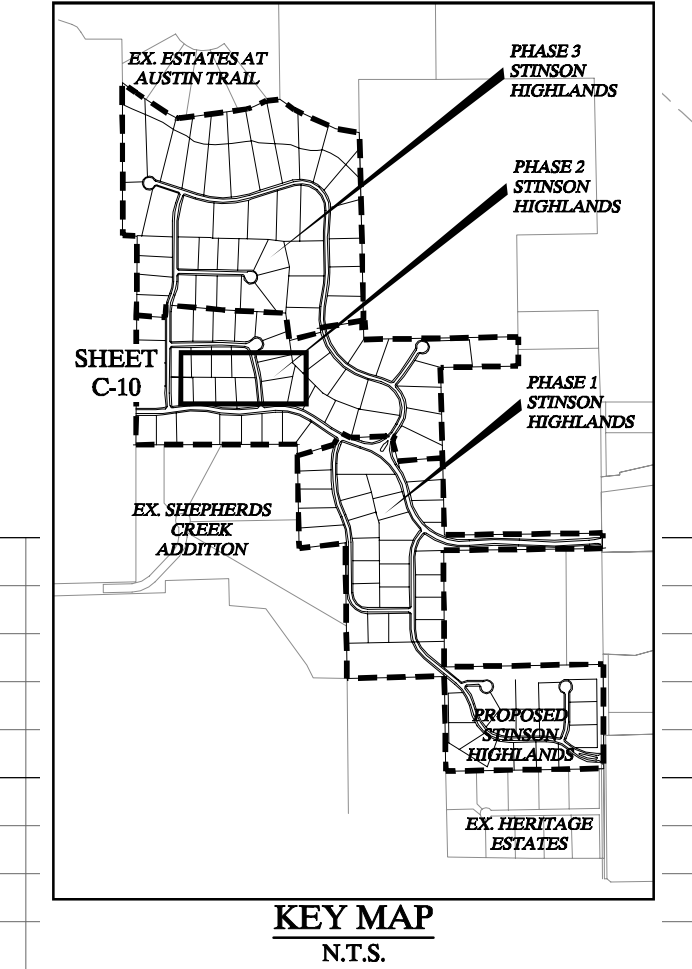 EX. ESTATES AT
AUSTIN TRAIL
PHASE 3
STINSON
HIGHLANDS
PHASE 2
STINSON
HIGHLANDS
SHEET
C-10
PHASE 1
STINSON
HIGHLANDS
EX. SHEPHERDS
CREEK
ADDITION
PROPOSED
STINSON
HIGHLANDS
EX. HERITAGE
ESTATES
KEY MAP
N.T.S.